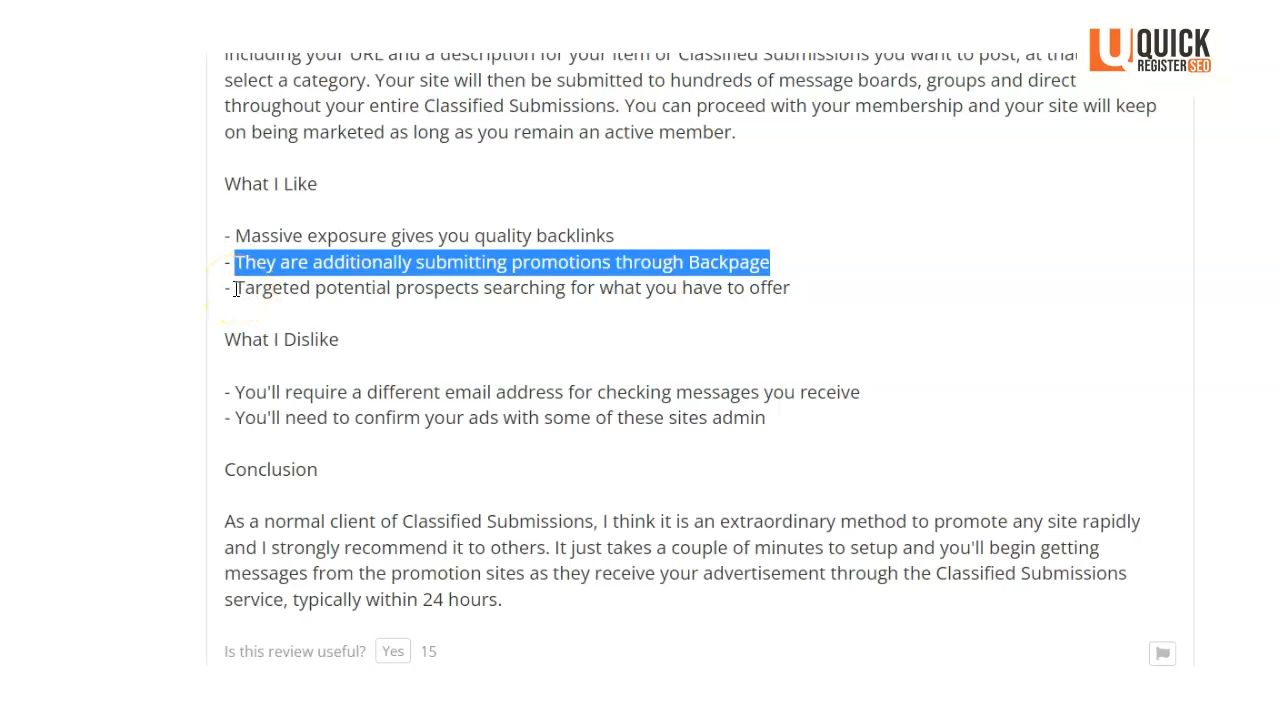 QUICK
REGISTER SEO
including your URL and a description for your item or Classified Submissions you want to post, at
select a category. Your site will then be submitted to hundreds of message boards, groups and direct
throughout your entire Classified Submissions. You can proceed with your membership and your site will keep
on being marketed as long as you remain an active member.
What I Like
- Massive exposure gives you quality backlinks
- They are additionally submitting promotions through Backpage
- Targeted potential prospects searching for what you have to offer
What I Dislike
- You'll require a different email address for checking messages you receive
- You'll need to confirm your ads with some of these sites admin
Conclusion
As a normal client of Classified Submissions, I think it is an extraordinary method to promote any site rapidly
and I strongly recommend it to others. It just takes a couple of minutes to setup and you'll begin getting
messages from the promotion sites as they receive your advertisement through the Classified Submissions
service, typically within 24 hours.
Is this review useful? Yes 15